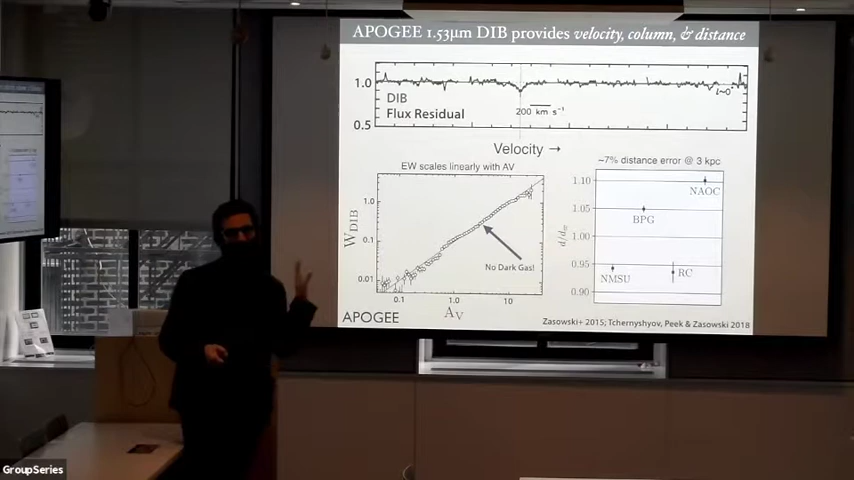 APOGEE 1.53µm DIB provides velocity, column, & distance
1.0
0.5
DIB
Flux Residual
200 km s⁻¹
l~0°
Velocity →
EW scales linearly with AV
W_DIB
1.0
0.1
0.01
No Dark Gas!
0.1
1.0
10
A_V
APOGEE
~7% distance error @ 3 kpc
1.10
1.05
1.00
0.95
0.90
NAOC
BPG
NMSU
RC
Zasowski+ 2015; Tchernyshyov, Peek & Zasowski 2018
GroupSeries